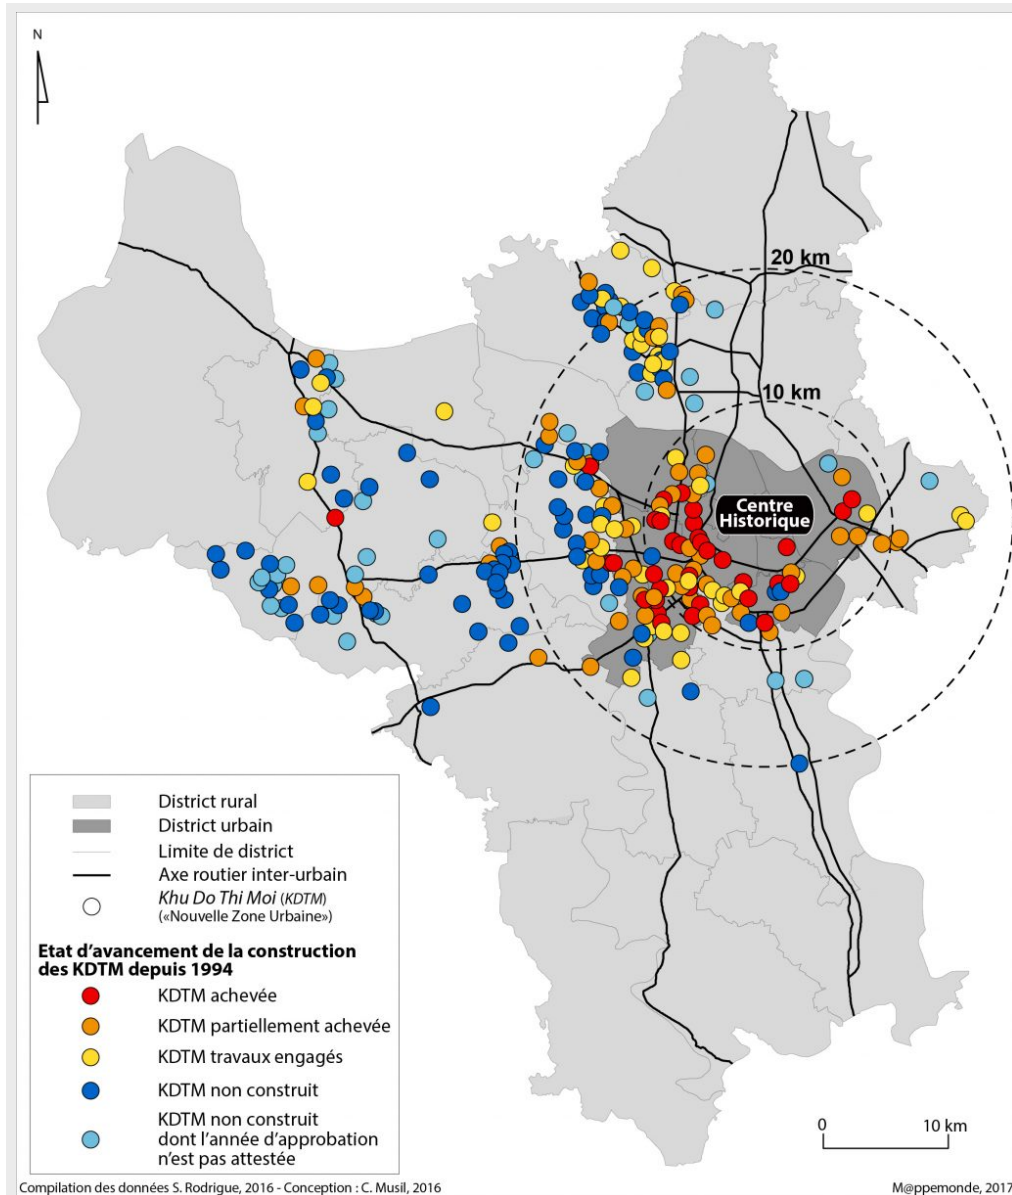 N
20 km
10 km
Centre
Historique
District rural
District urbain
Limite de district
Axe routier inter-urbain
Khu Do Thi Moi (KDTM)
(«Nouvelle Zone Urbaine»)
Etat d'avancement de la construction
des KDTM depuis 1994
KDTM achevée
KDTM partiellement achevée
KDTM travaux engagés
KDTM non construit
KDTM non construit
dont l'année d'approbation
n'est pas attestée
0 10 km
Compilation des données S. Rodrigue, 2016 - Conception : C. Musil, 2016
M@ppemonde, 2017